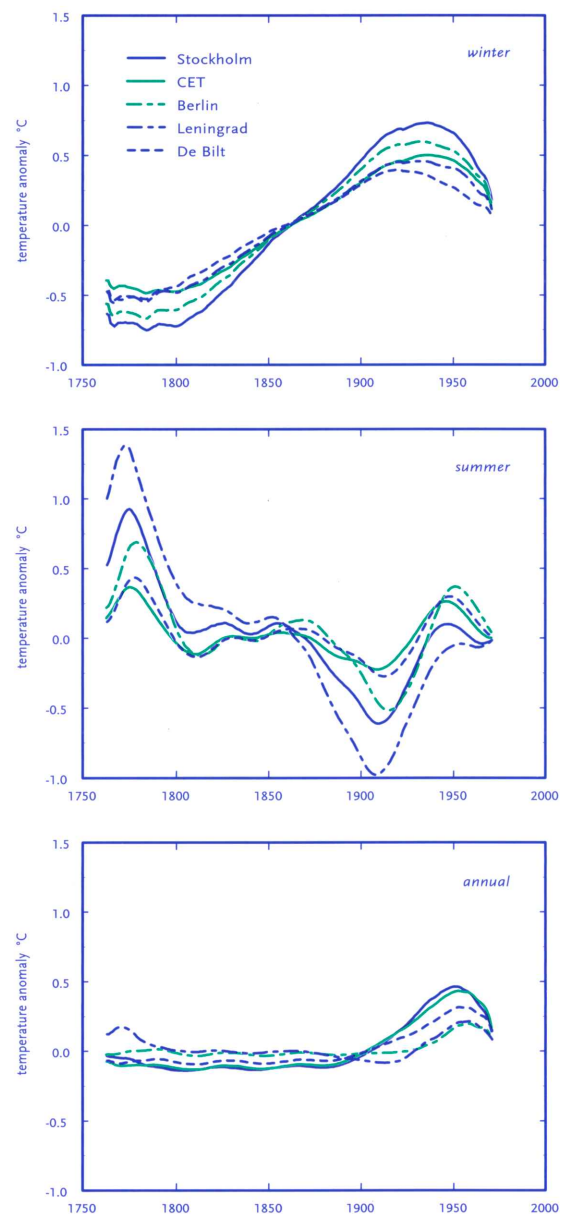 1.5
winter
Stockholm
CET
1.0
Berlin
Leningrad
De Bilt
0.5
temperature anomaly °C
0.0
-0.5
-1.0
1750 1800 1850 1900 1950 2000
1.5
summer
1.0
0.5
temperature anomaly °C
0.0
-0.5
-1.0
1750 1800 1850 1900 1950 2000
1.5
annual
1.0
0.5
temperature anomaly °C
0.0
-0.5
-1.0
1750 1800 1850 1900 1950 2000